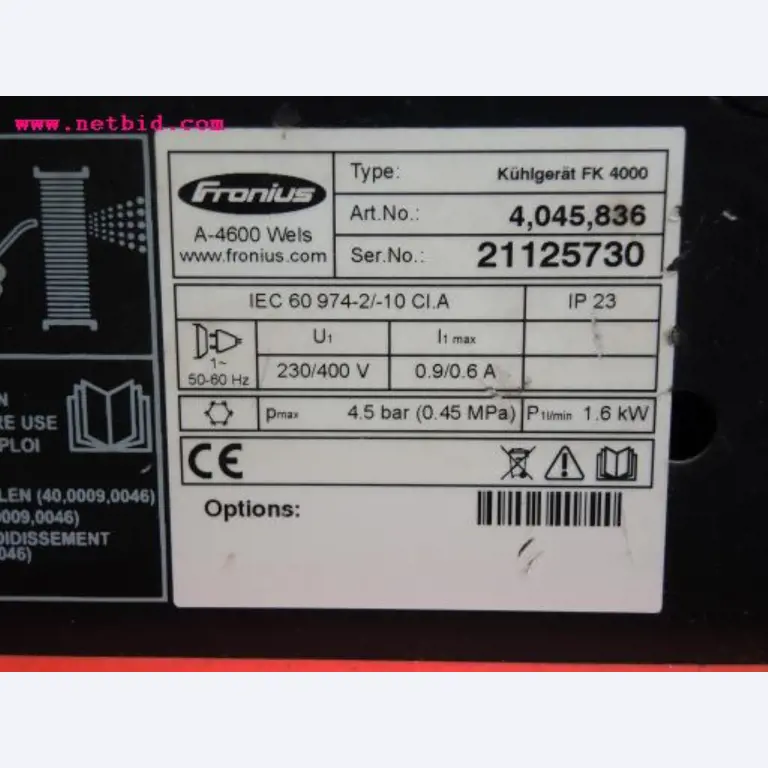 www.netbid.com
Fronius
A-4600 Wels
www.fronius.com
Type: Kühlgerät FK 4000
Art.No.: 4,045,836
Ser.No.: 21125730
IEC 60 974-2/-10 Cl.A IP 23
1~
50-60 Hz
U1 I1 max
230/400 V 0.9/0.6 A
pmax 4.5 bar (0.45 MPa) P1l/min 1.6 kW
CE
Options:
RE USE
PLOI
LEN (40,0009,0046)
0009,0046)
OIDISSEMENT
046)